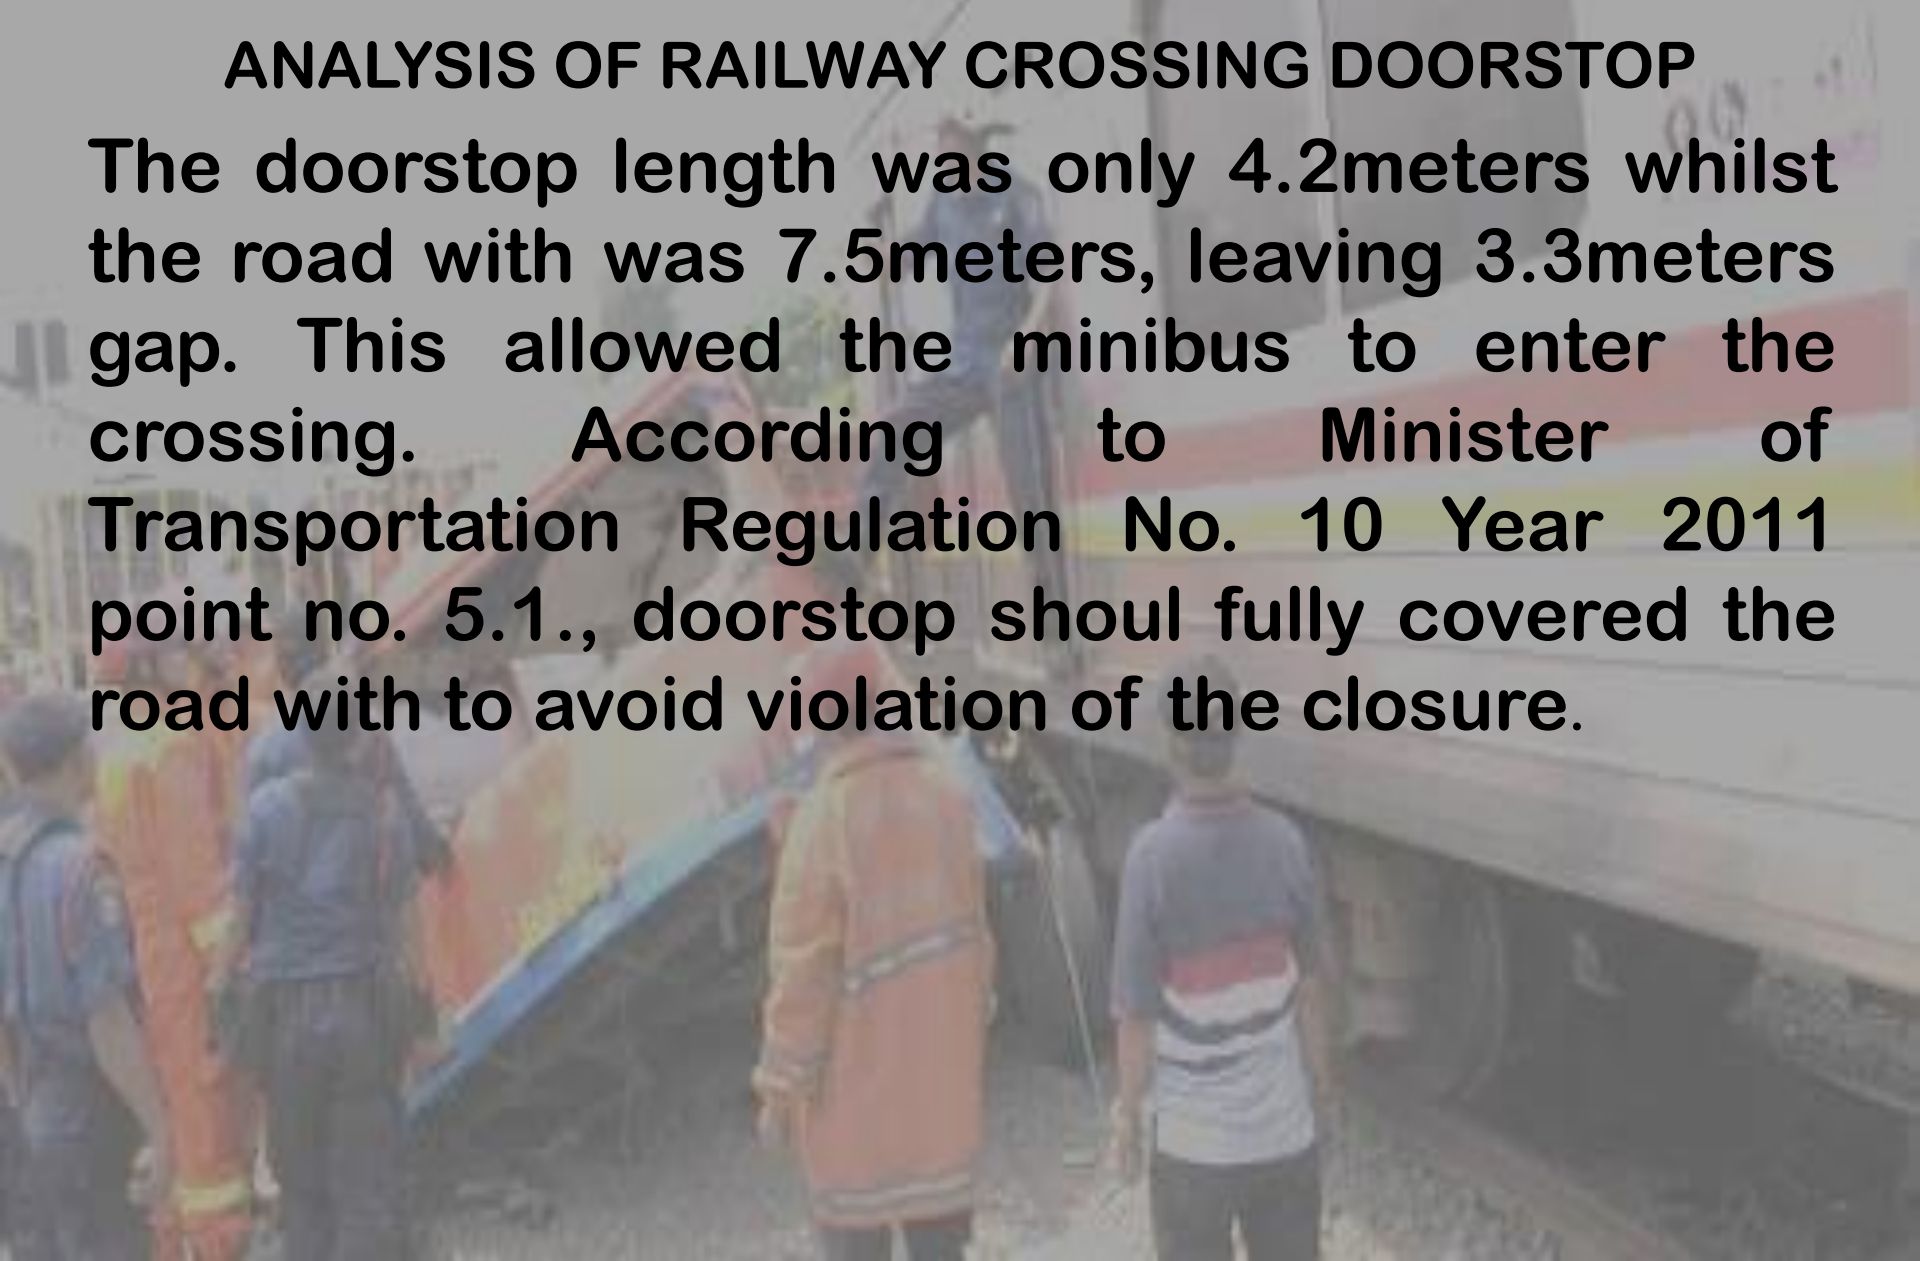 ANALYSIS OF RAILWAY CROSSING DOORSTOP
The doorstop length was only 4.2meters whilst
the road with was 7.5meters, leaving 3.3meters
gap. This allowed the minibus to enter the
crossing. According to Minister of
Transportation Regulation No. 10 Year 2011
point no. 5.1., doorstop shoul fully covered the
road with to avoid violation of the closure.